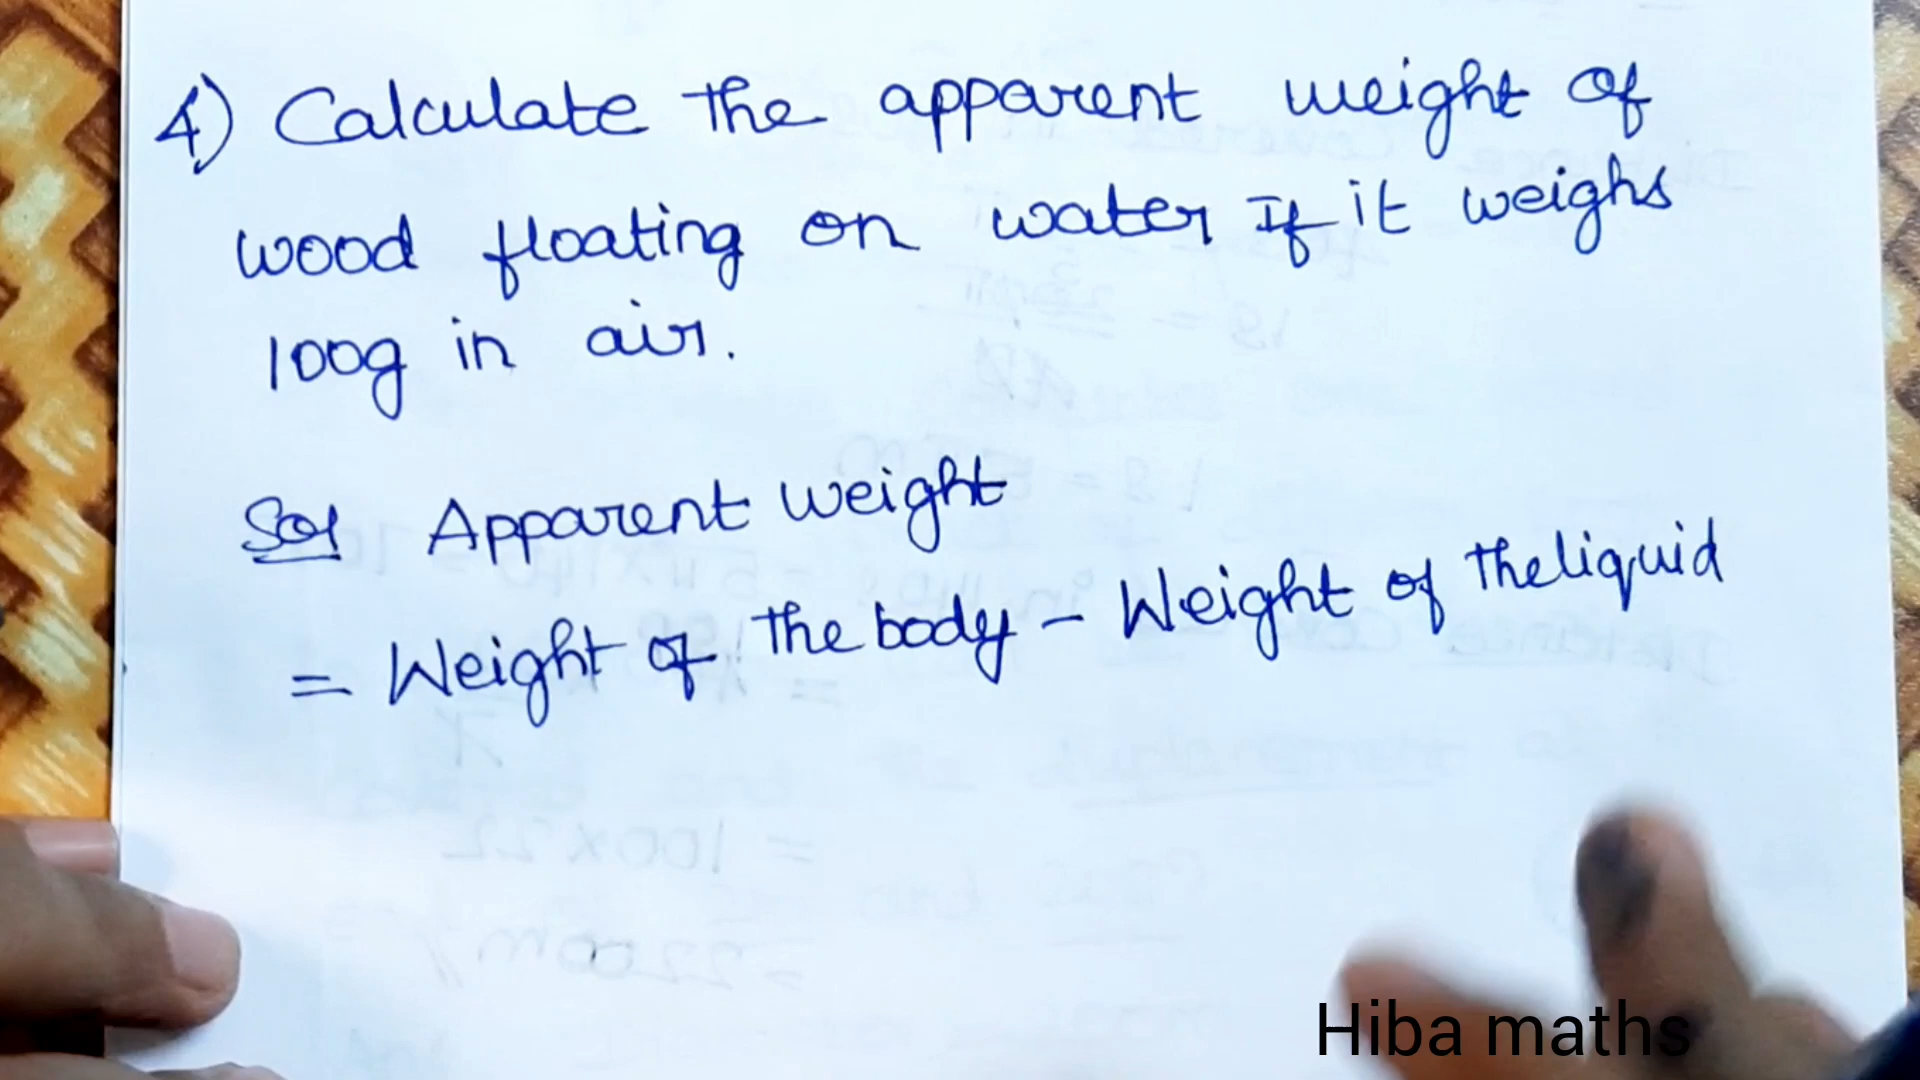 4) Calculate the apparent weight of
wood floating on water If it weighs
100g in air.
Sol Apparent weight
= Weight of the body - Weight of the liquid
Hiba maths